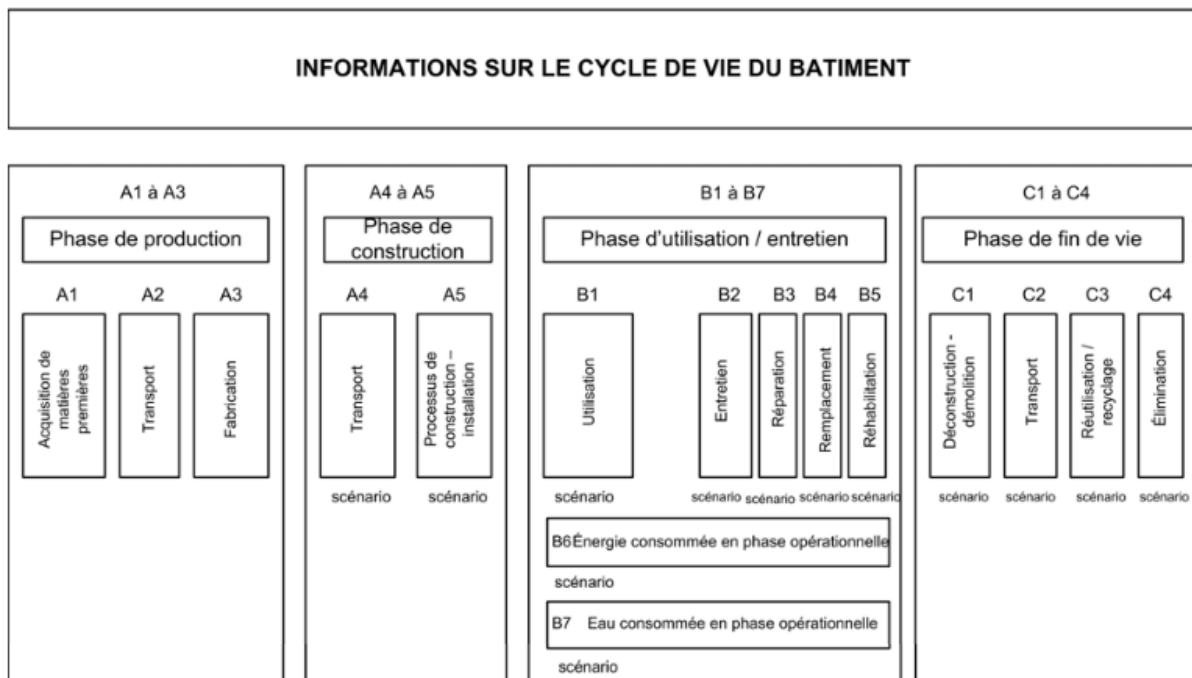 INFORMATIONS SUR LE CYCLE DE VIE DU BATIMENT
A1 à A3
Phase de production
A1
A2
A3
Acquisition de
matières
premières
Transport
Fabrication
A4 à A5
Phase de
construction
A4
A5
Transport
Processus de
construction –
installation
scénario
scénario
B1 à B7
Phase d'utilisation / entretien
B1
B2
B3
B4
B5
Utilisation
Entretien
Réparation
Remplacement
Réhabilitation
scénario
scénario
scénario
scénario
scénario
B6 Énergie consommée en phase opérationnelle
scénario
B7 Eau consommée en phase opérationnelle
scénario
C1 à C4
Phase de fin de vie
C1
C2
C3
C4
Déconstruction -
démolition
Transport
Réutilisation /
recyclage
Élimination
scénario
scénario
scénario
scénario